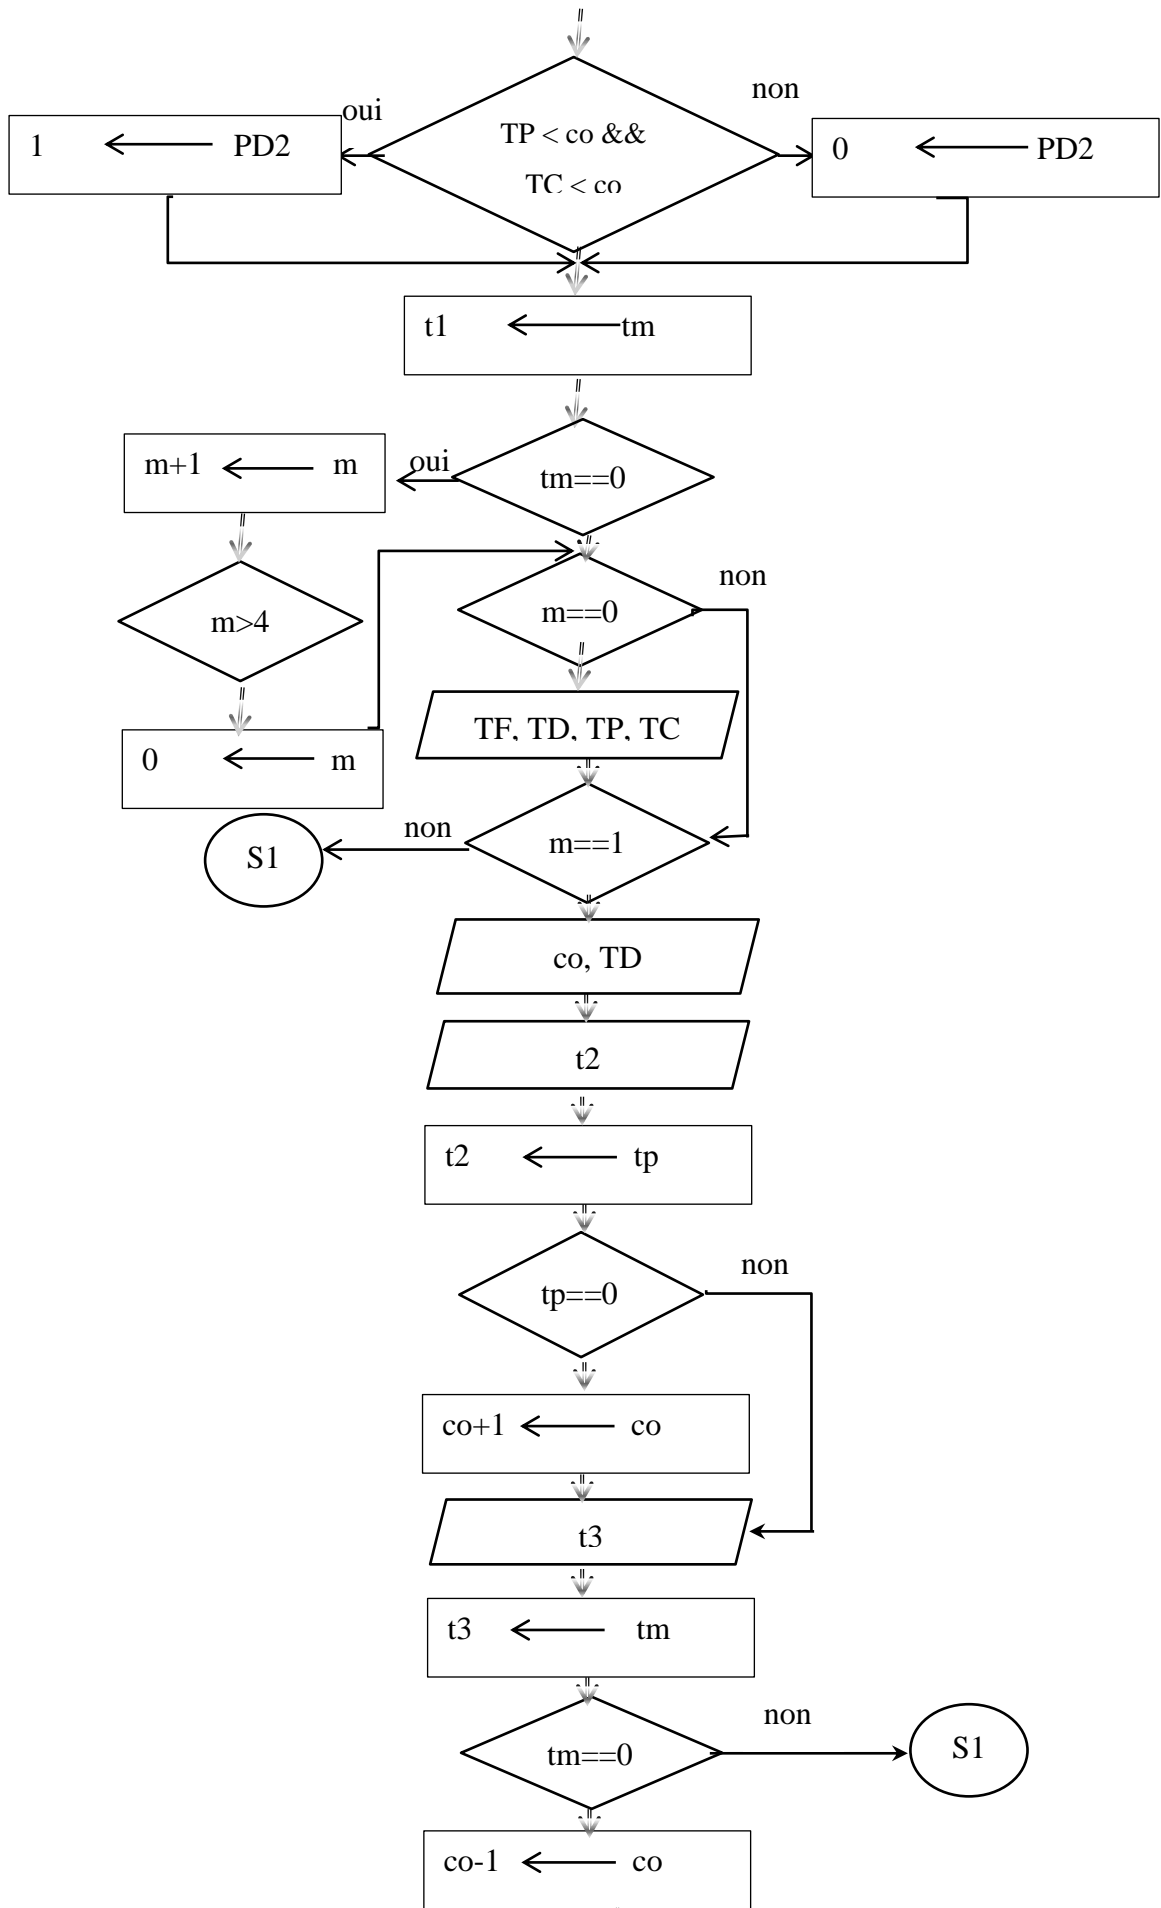 oui
non
TP < co &&
TC < co
1 PD2
0 PD2
t1 tm
tm==0
oui
m+1 m
m>4
0 m
m==0
non
TF, TD, TP, TC
m==1
non
S1
co, TD
t2
t2 tp
tp==0
non
co+1 co
t3
t3 tm
tm==0
non
S1
co-1 co